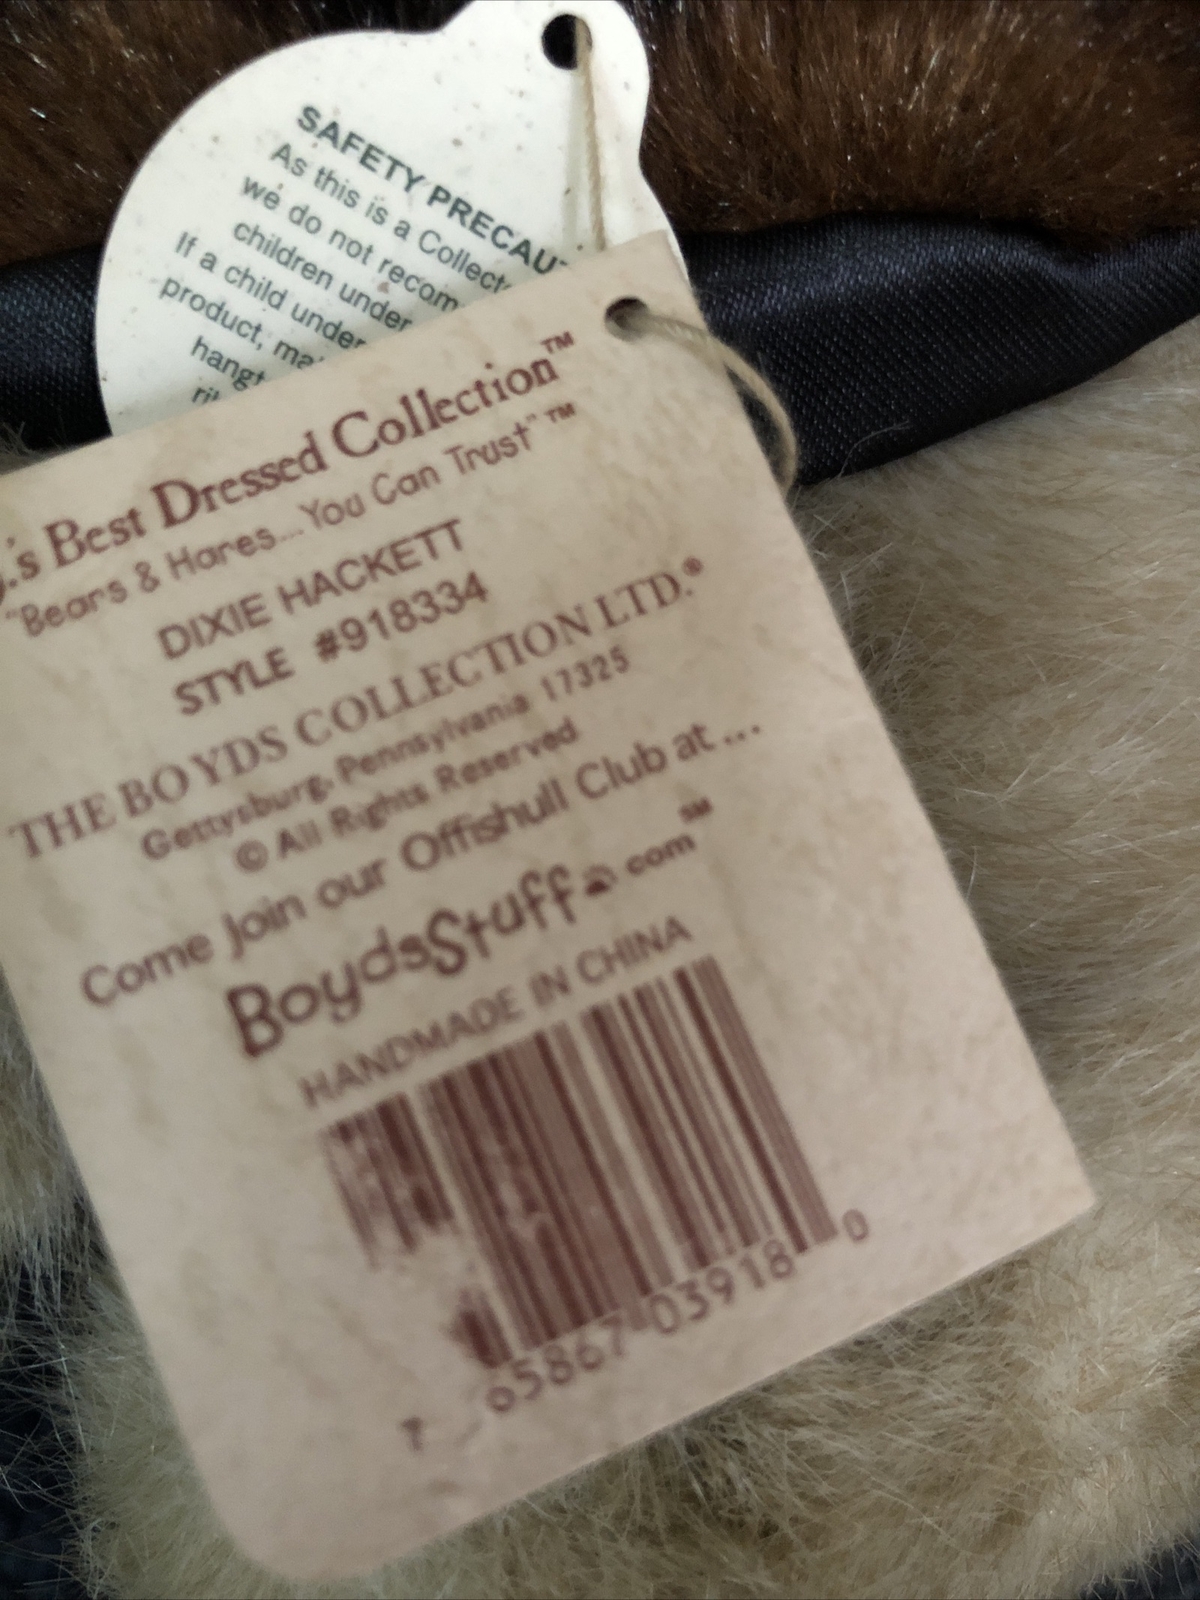 SAFETY PRECAU
As this is a Collect
we do not recom
children under
If a child under
product, ma
hangt
.'s Best Dressed Collection™
"Bears & Hares...You Can Trust"™
DIXIE HACKETT
STYLE #918334
THE BOYDS COLLECTION LTD.®
Gettysburg, Pennsylvania 17325
© All Rights Reserved
Come Join our Offishull Club at ...
BoydsStuff.com℠
HANDMADE IN CHINA
7 65867 03918 8